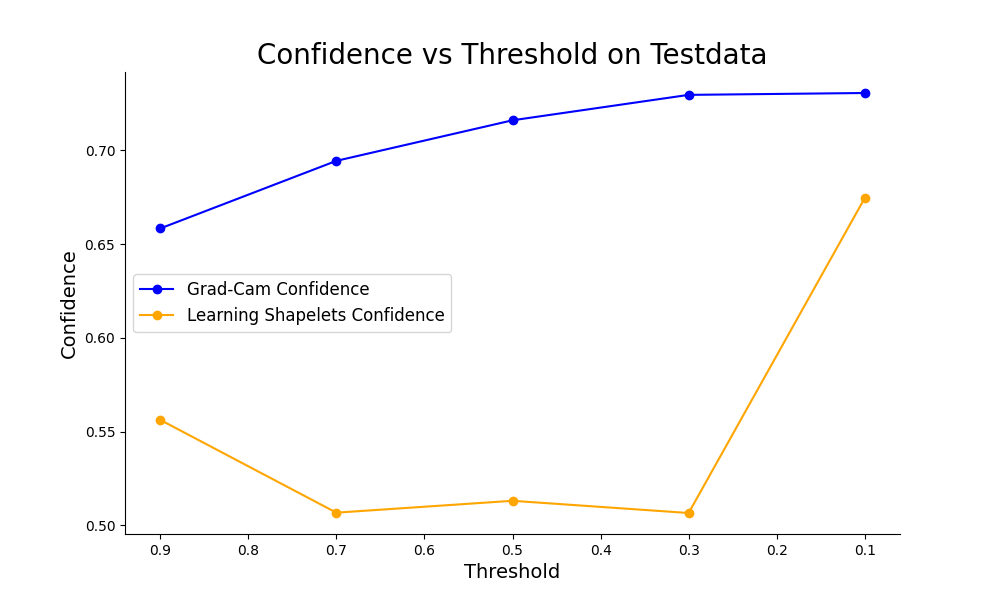 Confidence vs Threshold on Testdata
0.70
0.65
0.60
0.55
0.50
Confidence
Grad-Cam Confidence
Learning Shapelets Confidence
0.9 0.8 0.7 0.6 0.5 0.4 0.3 0.2 0.1
Threshold